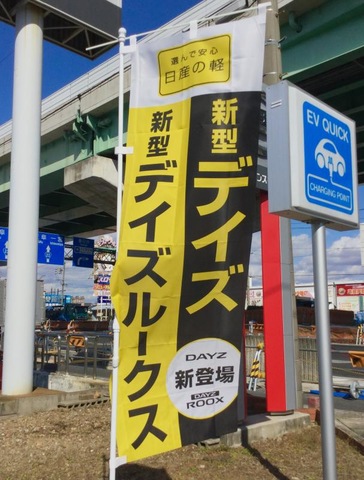 選んで安心
日産の軽
新型デイズ
新型デイズルークス
DAYZ
新登場
DAYZ
ROOX
EV QUICK
CHARGING POINT